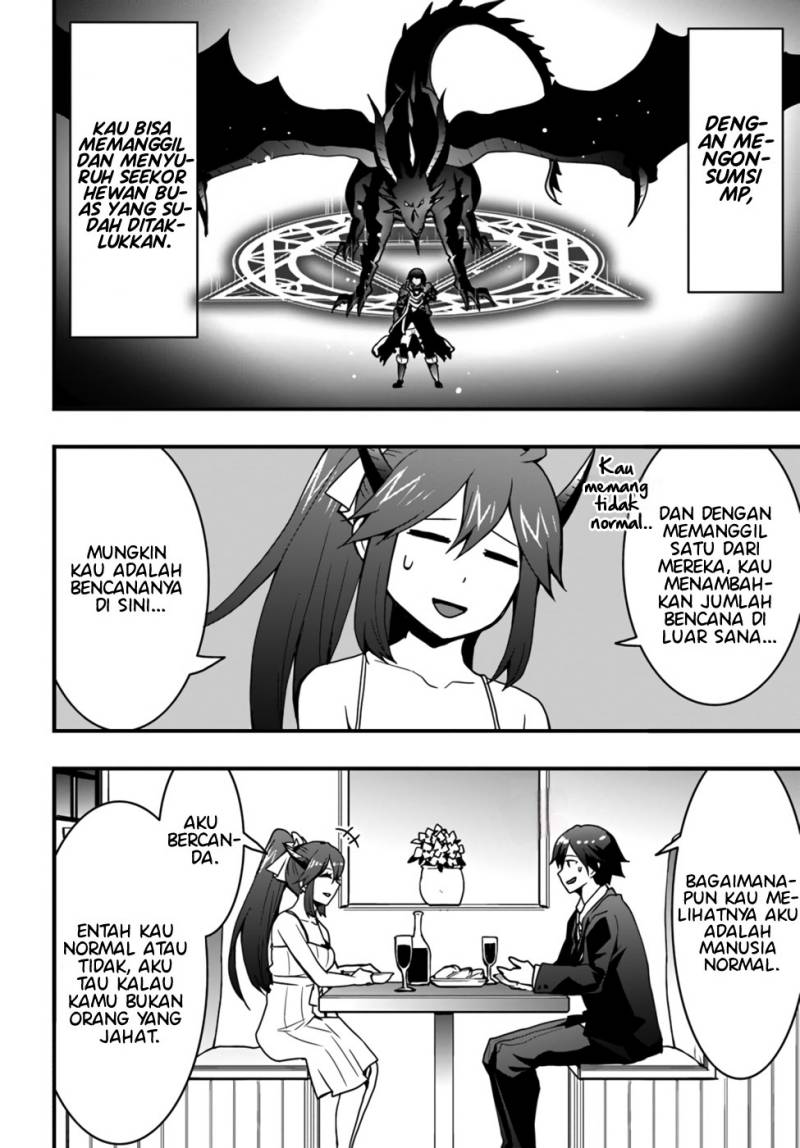 DENG-
AN ME-
NGON-
SUMSI
MP,
KAU BISA
MEMANGGIL
DAN MENYU-
RUH SEEKOR
HEWAN BU-
AS YANG SU-
DAH DITAK-
LUKKAN.
DAN DENGAN
MEMANGGIL
SATU DARI
MEREKA, KAU
MENAMBAH-
KAN JUMLAH
BENCANA DI
LUAR SANA...
Kau
memang
tidak
normal..
MUNGKIN
KAU ADALAH
BENCANANYA
DI SINI...
BAGAIMANA-
PUN KAU ME-
LIHATNYA AKU
ADALAH
MANUSIA
NORMAL.
AKU
BERCAN-
DA.
ENTAH KAU
NORMAL ATAU
TIDAK, AKU
TAU KALAU
KAMU BUKAN
ORANG YANG
JAHAT.